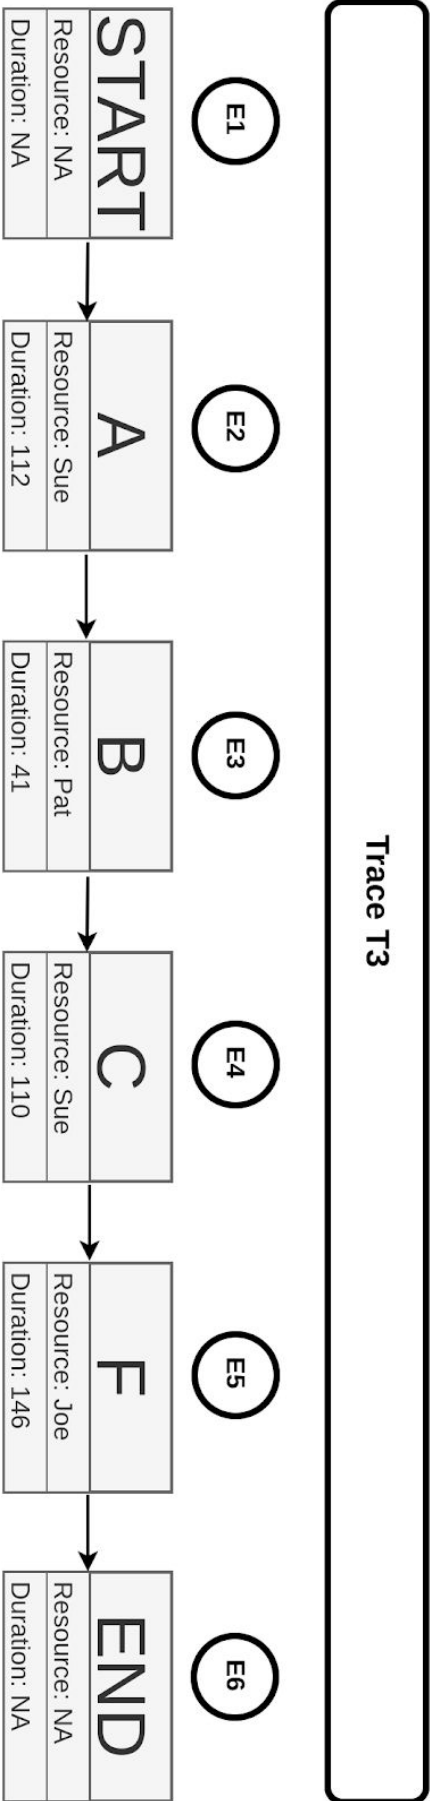 Trace T3
E1
E2
E3
E4
E5
E6
START
Resource: NA
Duration: NA
A
Resource: Sue
Duration: 112
B
Resource: Pat
Duration: 41
C
Resource: Sue
Duration: 110
F
Resource: Joe
Duration: 146
END
Resource: NA
Duration: NA